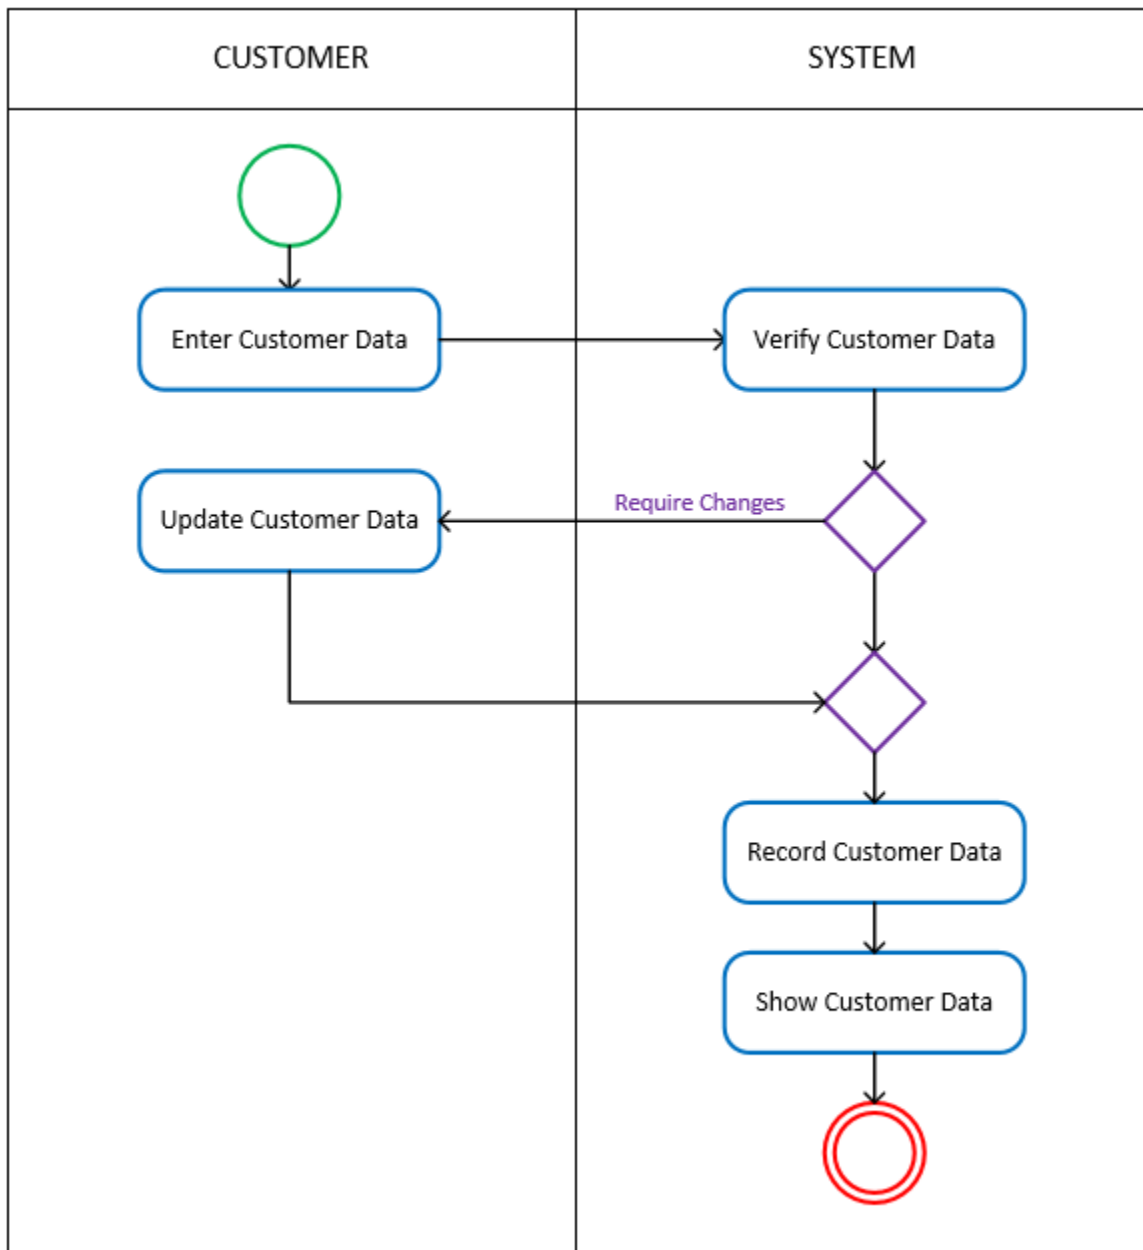 CUSTOMER
SYSTEM
Enter Customer Data
Verify Customer Data
Require Changes
Update Customer Data
Record Customer Data
Show Customer Data